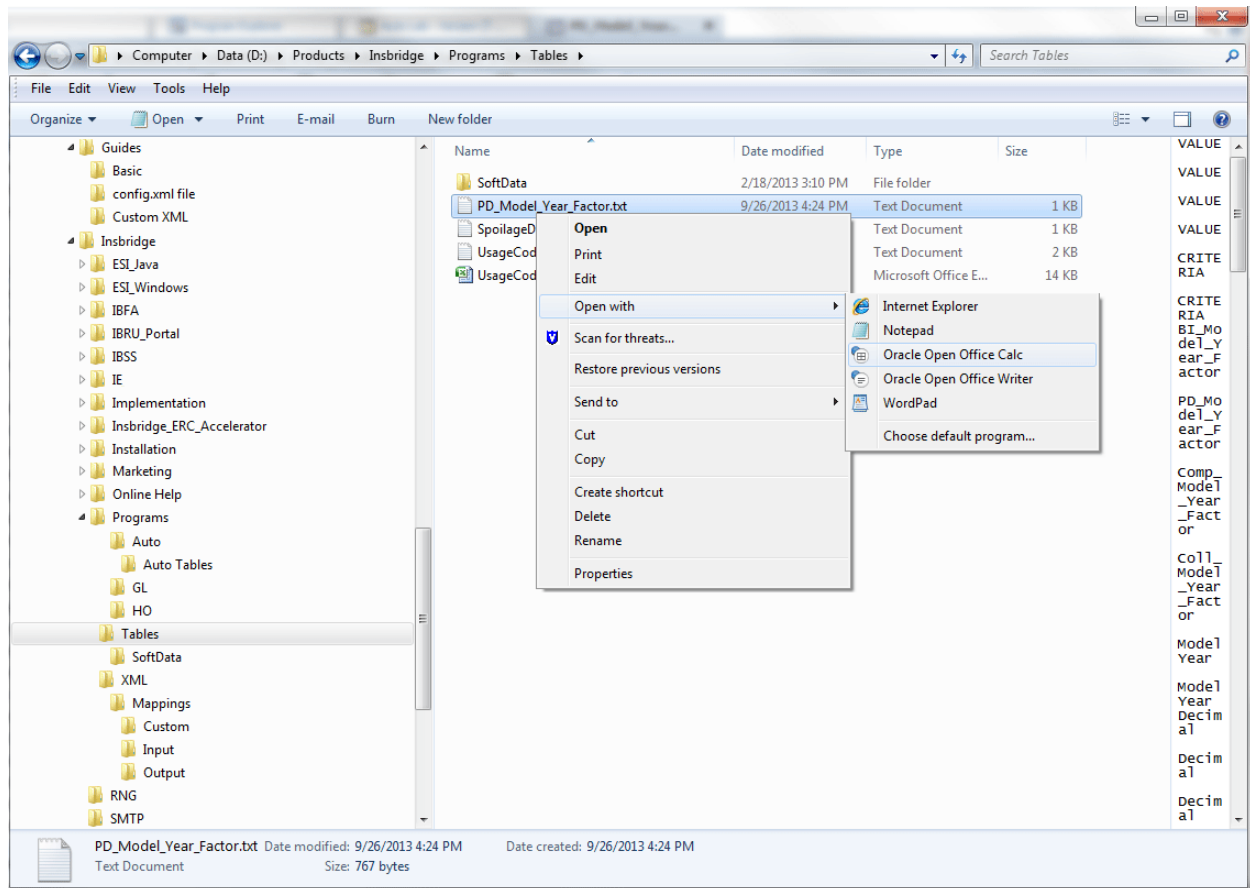 Computer Data (D:) Products Insbridge Programs Tables
Search Tables
File Edit View Tools Help
Organize Open Print E-mail Burn New folder
Guides
Basic
config.xml file
Custom XML
Insbridge
ESI_Java
ESI_Windows
IBFA
IBRU_Portal
IBSS
IE
Implementation
Insbridge_ERC_Accelerator
Installation
Marketing
Online Help
Programs
Auto
Auto Tables
GL
HO
Tables
SoftData
XML
Mappings
Custom
Input
Output
RNG
SMTP
Name Date modified Type Size
SoftData 2/18/2013 3:10 PM File folder
PD_Model_Year_Factor.txt 9/26/2013 4:24 PM Text Document 1 KB
SpoilageD Text Document 1 KB
UsageCod Text Document 2 KB
UsageCod Microsoft Office E... 14 KB
Open
Print
Edit
Open with
Scan for threats...
Restore previous versions
Send to
Cut
Copy
Create shortcut
Delete
Rename
Properties
Internet Explorer
Notepad
Oracle Open Office Calc
Oracle Open Office Writer
WordPad
Choose default program...
VALUE
VALUE
VALUE
VALUE
CRITE
RIA
CRITE
RIA
BI_Mo
del_Y
ear_F
actor
PD_Mo
del_Y
ear_F
actor
Comp_
Model
_Year
_Fact
or
Coll_
Model
_Year
_Fact
or
Model
Year
Model
Year
Decim
al
Decim
al
Decim
al
PD_Model_Year_Factor.txt Date modified: 9/26/2013 4:24 PM Date created: 9/26/2013 4:24 PM
Text Document Size: 767 bytes